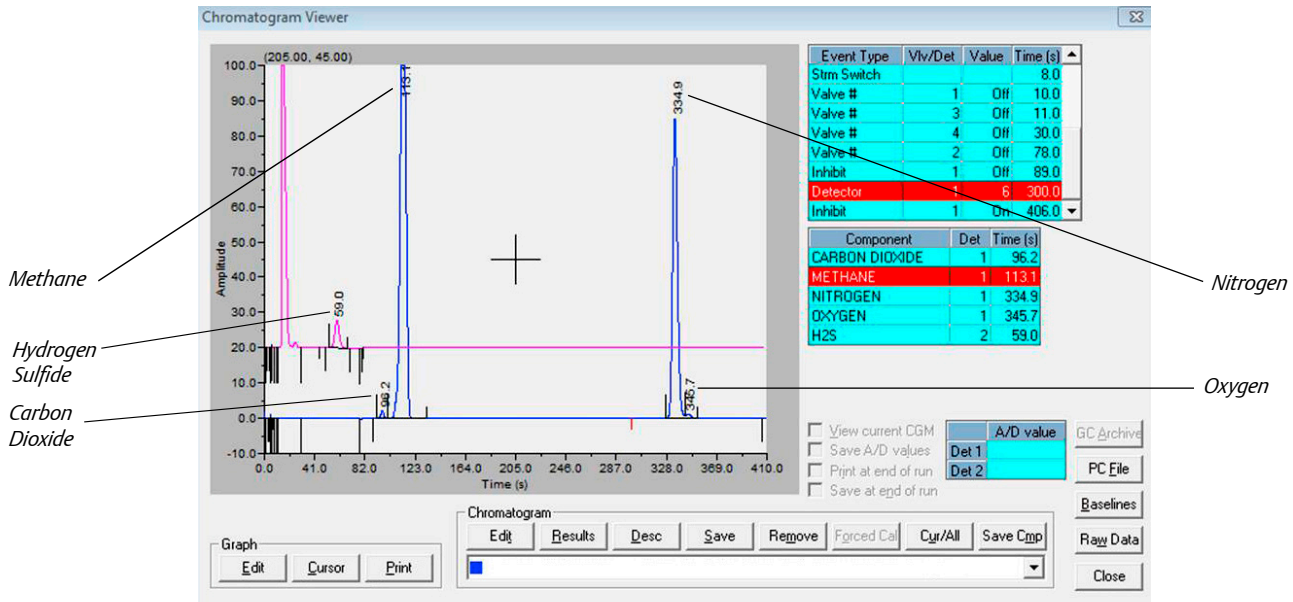 Chromatogram Viewer
(205.00, 45.00)
100.0
90.0
80.0
70.0
60.0
50.0
40.0
30.0
20.0
10.0
0.0
-10.0
Amplitude
0.0 41.0 82.0 123.0 164.0 205.0 246.0 287.0 328.0 369.0 410.0
Time (s)
59.0
96.2
113.1
334.9
345.7
Methane
Hydrogen
Sulfide
Carbon
Dioxide
Nitrogen
Oxygen
Event Type Vlv/Det Value Time (s)
Strm Switch 8.0
Valve # 1 Off 10.0
Valve # 3 Off 11.0
Valve # 4 Off 30.0
Valve # 2 Off 78.0
Inhibit 1 Off 89.0
Detector 1 6 300.0
Inhibit 1 On 406.0
Component Det Time (s)
CARBON DIOXIDE 1 96.2
METHANE 1 113.1
NITROGEN 1 334.9
OXYGEN 1 345.7
H2S 2 59.0
View current CGM
Save A/D values
Print at end of run
Save at end of run
A/D value
Det 1
Det 2
GC Archive
PC File
Baselines
Raw Data
Close
Graph
Edit Cursor Print
Chromatogram
Edit Results Desc Save Remove Forced Cal Cur/All Save Cmp